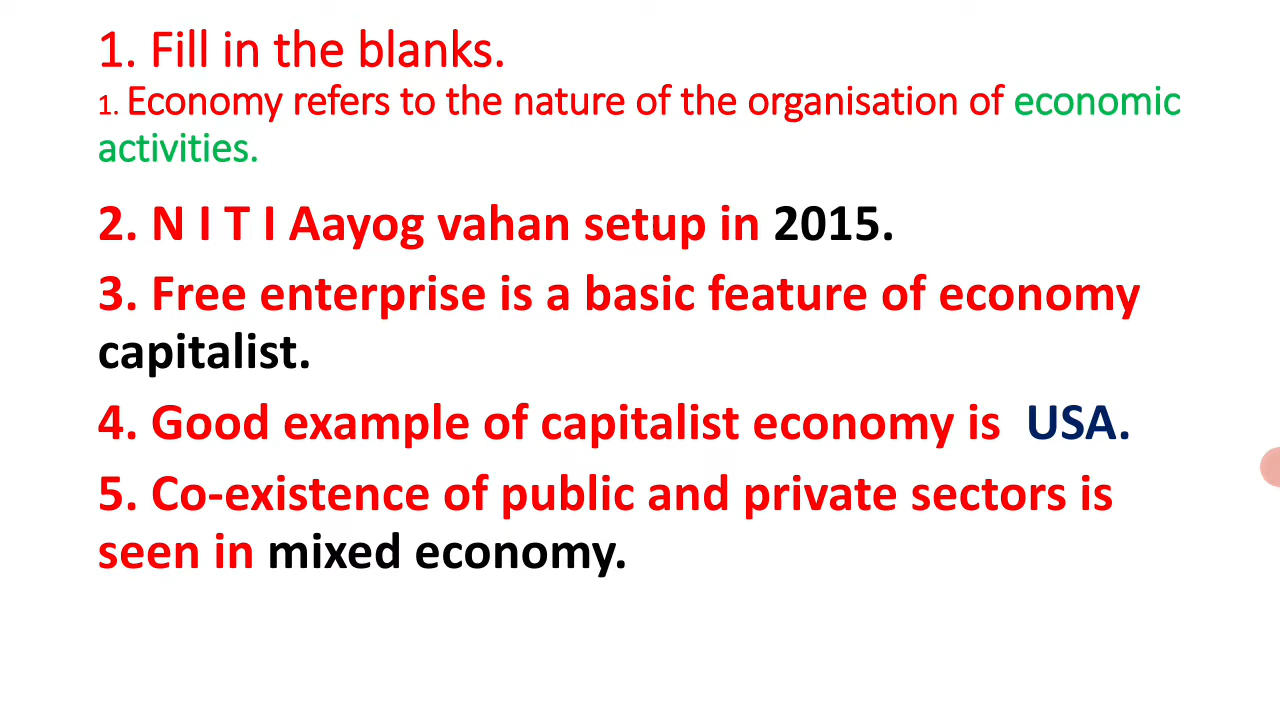 1. Fill in the blanks.
1. Economy refers to the nature of the organisation of economic
activities.
2. N I T I Aayog vahan setup in 2015.
3. Free enterprise is a basic feature of economy
capitalist.
4. Good example of capitalist economy is  USA.
5. Co-existence of public and private sectors is
seen in mixed economy.